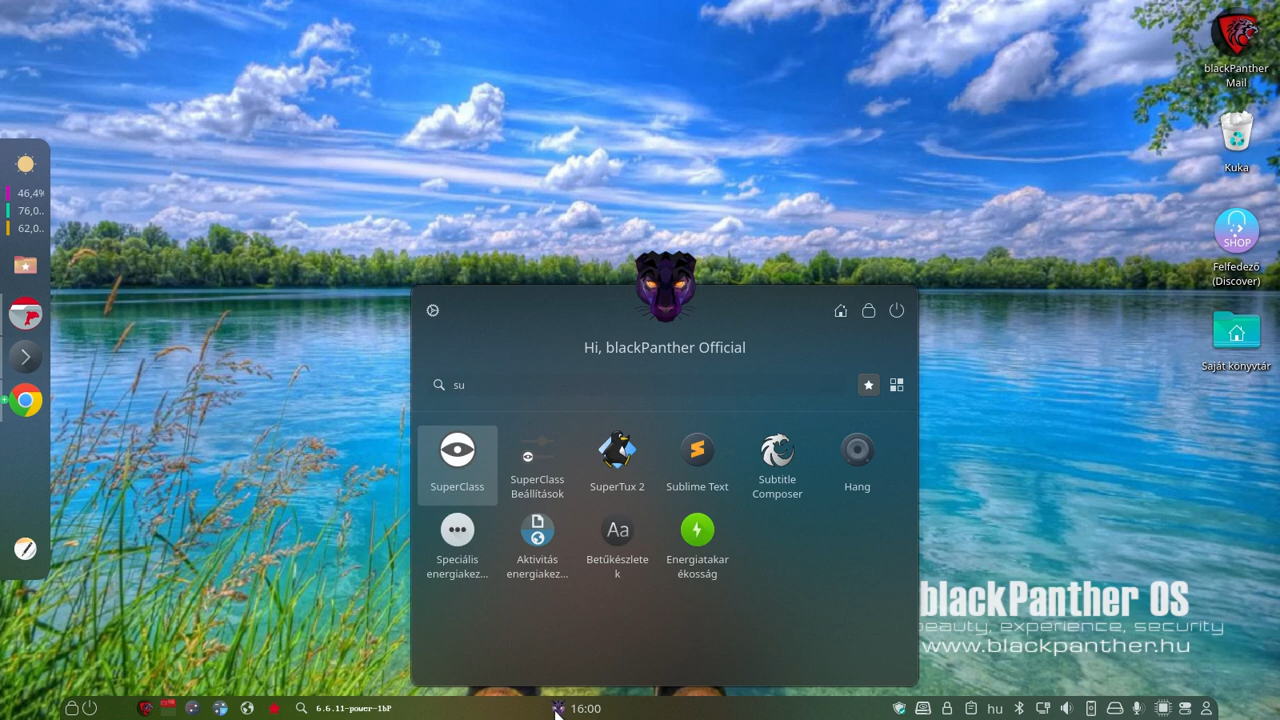 blackPanther
Mail
Kuka
SHOP
Felfedező
(Discover)
Saját könyvtár
46,4%
76,0..
62,0..
Hi, blackPanther Official
su
SuperClass
SuperClass
Beállítások
SuperTux 2
Sublime Text
Subtitle
Composer
Hang
Speciális
energiakez...
Aktivitás
energiakez...
Aa
Betűkészlete
k
Energiatakar
ékosság
blackPanther OS
beauty, experience, security
www.blackpanther.hu
6.6.11-power-1bP
16:00
hu